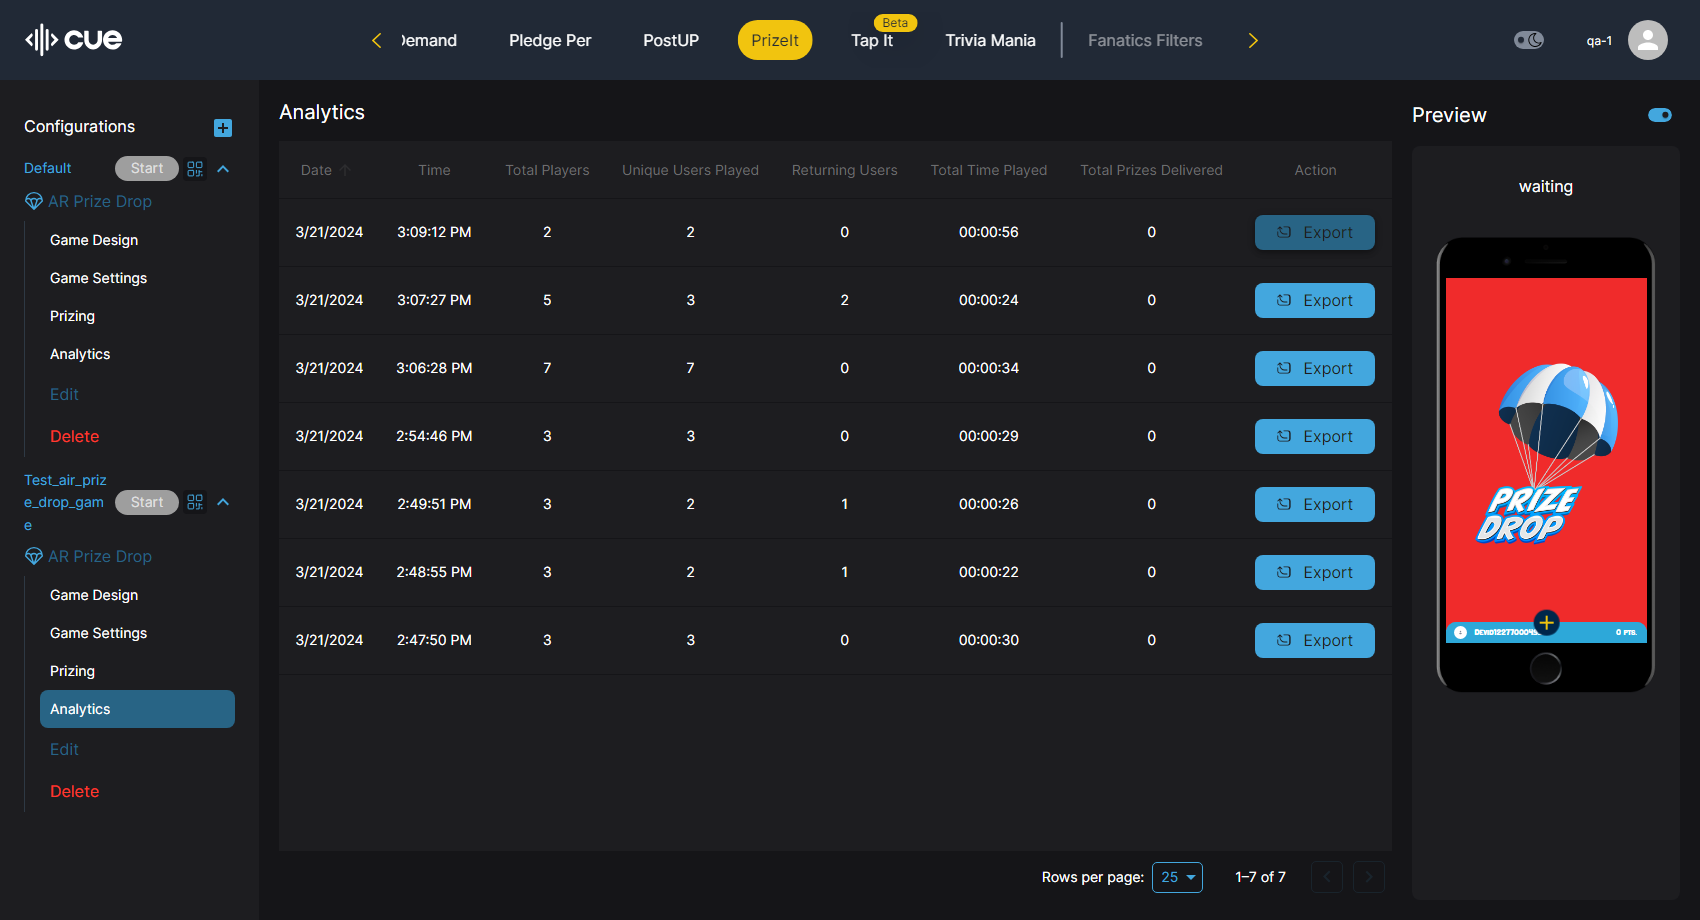 cue
Demand
Pledge Per
PostUP
PrizeIt
Beta
Tap It
Trivia Mania
Fanatics Filters
qa-1
Configurations
Default
Start
AR Prize Drop
Game Design
Game Settings
Prizing
Analytics
Edit
Delete
Test_air_priz
e_drop_gam
e
Start
AR Prize Drop
Game Design
Game Settings
Prizing
Analytics
Edit
Delete
Analytics
Date Time Total Players Unique Users Played Returning Users Total Time Played Total Prizes Delivered Action
3/21/2024 3:09:12 PM 2 2 0 00:00:56 0 Export
3/21/2024 3:07:27 PM 5 3 2 00:00:24 0 Export
3/21/2024 3:06:28 PM 7 7 0 00:00:34 0 Export
3/21/2024 2:54:46 PM 3 3 0 00:00:29 0 Export
3/21/2024 2:49:51 PM 3 2 1 00:00:26 0 Export
3/21/2024 2:48:55 PM 3 2 1 00:00:22 0 Export
3/21/2024 2:47:50 PM 3 3 0 00:00:30 0 Export
Rows per page: 25 1–7 of 7
Preview
waiting
PRIZE
DROP
0 PTS.